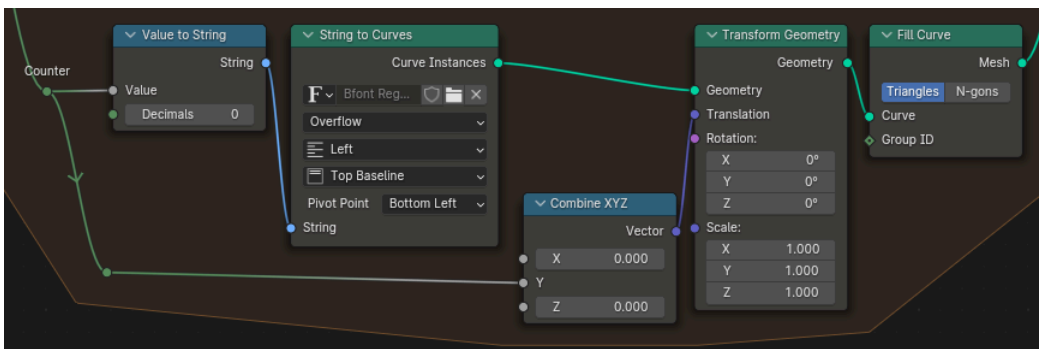 Counter
Value to String
String
Value
Decimals 0
String to Curves
Curve Instances
F Bfont Reg...
Overflow
Left
Top Baseline
Pivot Point Bottom Left
String
Combine XYZ
Vector
X 0.000
Y
Z 0.000
Transform Geometry
Geometry
Geometry
Translation
Rotation:
X 0°
Y 0°
Z 0°
Scale:
X 1.000
Y 1.000
Z 1.000
Fill Curve
Mesh
Triangles N-gons
Curve
Group ID